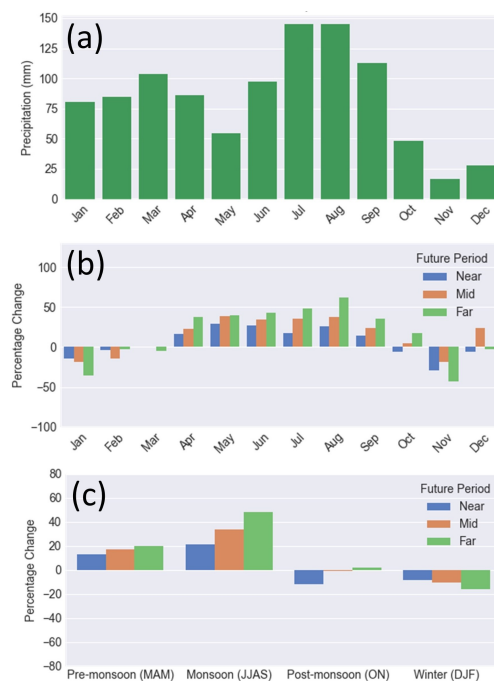 (a)
Precipitation (mm)
150
125
100
75
50
25
0
Jan Feb Mar Apr May Jun Jul Aug Sep Oct Nov Dec
(b)
Percentage Change
100
50
0
−50
−100
Future Period
Near
Mid
Far
Jan Feb Mar Apr May Jun Jul Aug Sep Oct Nov Dec
(c)
Percentage Change
80
60
40
20
0
−20
−40
−60
−80
Future Period
Near
Mid
Far
Pre-monsoon (MAM) Monsoon (JJAS) Post-monsoon (ON) Winter (DJF)